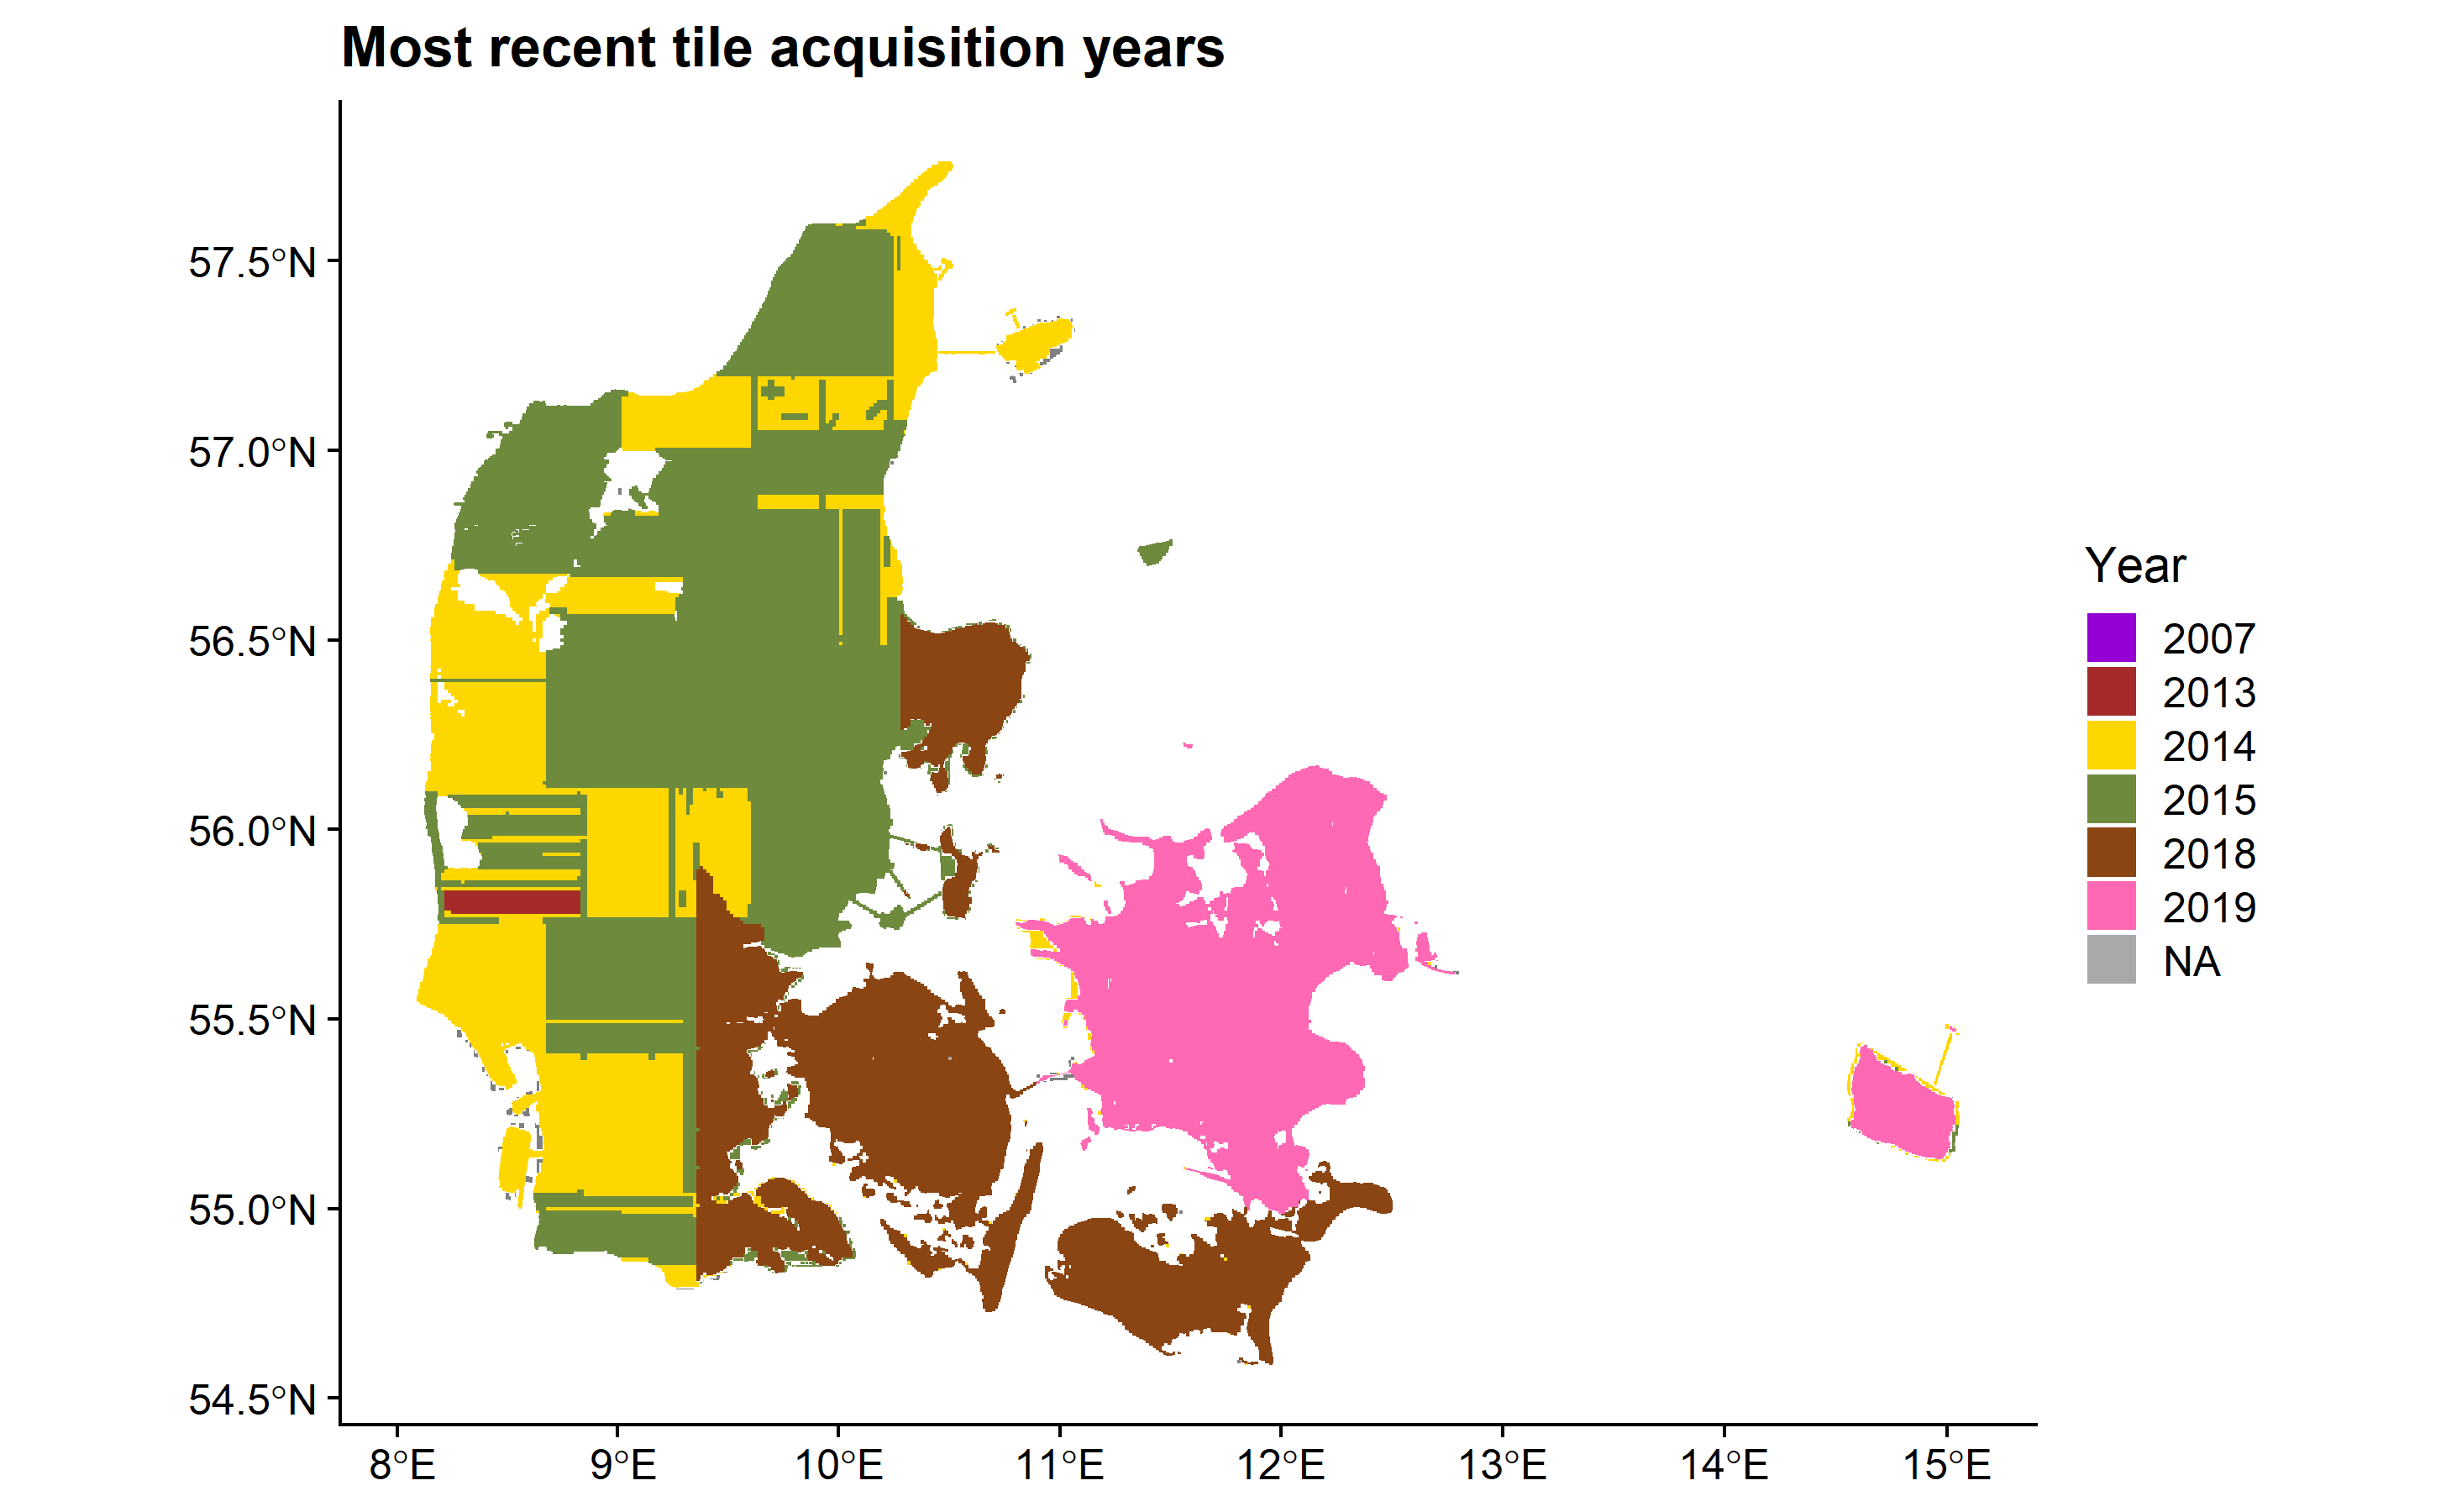 Most recent tile acquisition years
57.5°N
57.0°N
56.5°N
56.0°N
55.5°N
55.0°N
54.5°N
8°E 9°E 10°E 11°E 12°E 13°E 14°E 15°E
Year
2007
2013
2014
2015
2018
2019
NA